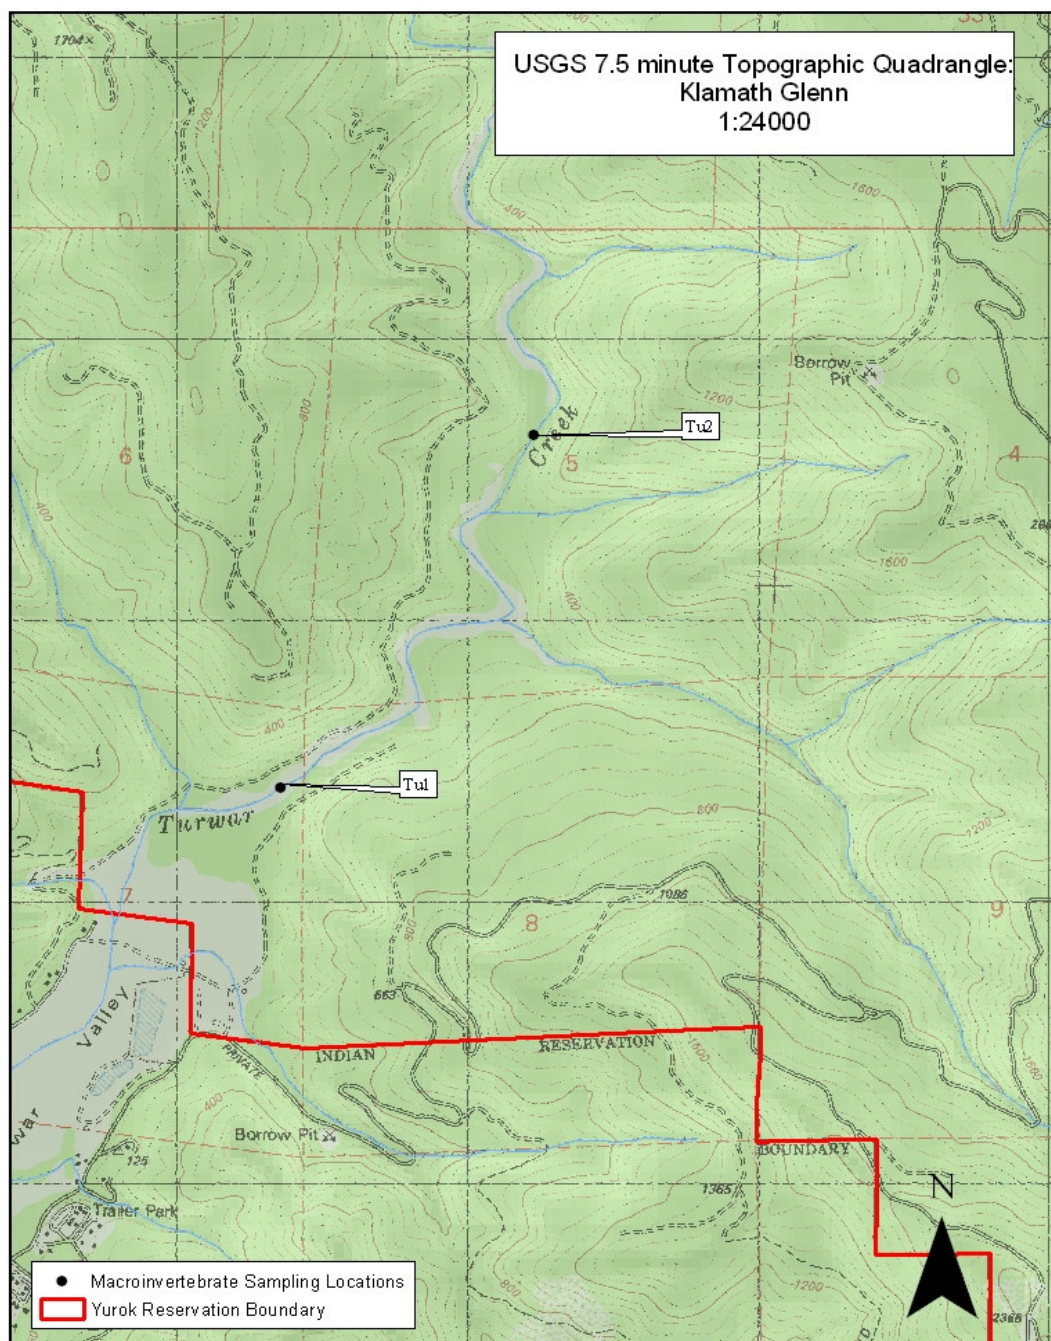 33
1704×
1200
USGS 7.5 minute Topographic Quadrangle:
Klamath Glenn
1:24000
400
1600
Borrow
Pit
1200
800
Tu2
Creek
6
5
4
400
1600
400
400
Tu1
Turwar
800
1200
7
1086
8
9
800
663
Valley
INDIAN
RESERVATION
PRIVATE
1600
400
Borrow Pit
war
125
BOUNDARY
1365
N
Trailer Park
Macroinvertebrate Sampling Locations
Yurok Reservation Boundary
800
1200
2368